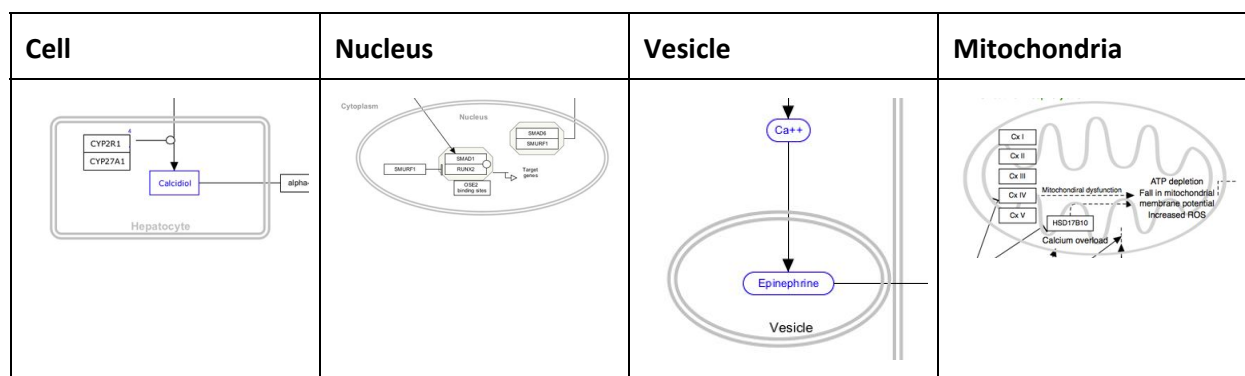 Cell
Nucleus
Vesicle
Mitochondria
4
CYP2R1
CYP27A1
Calcidiol
alpha-
Hepatocyte
Cytoplasm
Nucleus
SMAD6
SMURF1
SMAD1
RUNX2
SMURF1
OSE2
binding sites
Target
genes
Ca++
Epinephrine
Vesicle
Cx I
Cx II
Cx III
Cx IV
Cx V
Mitochondiral dysfunction
ATP depletion
Fall in mitochondrial
membrane potential
Increased ROS
HSD17B10
Calcium overload